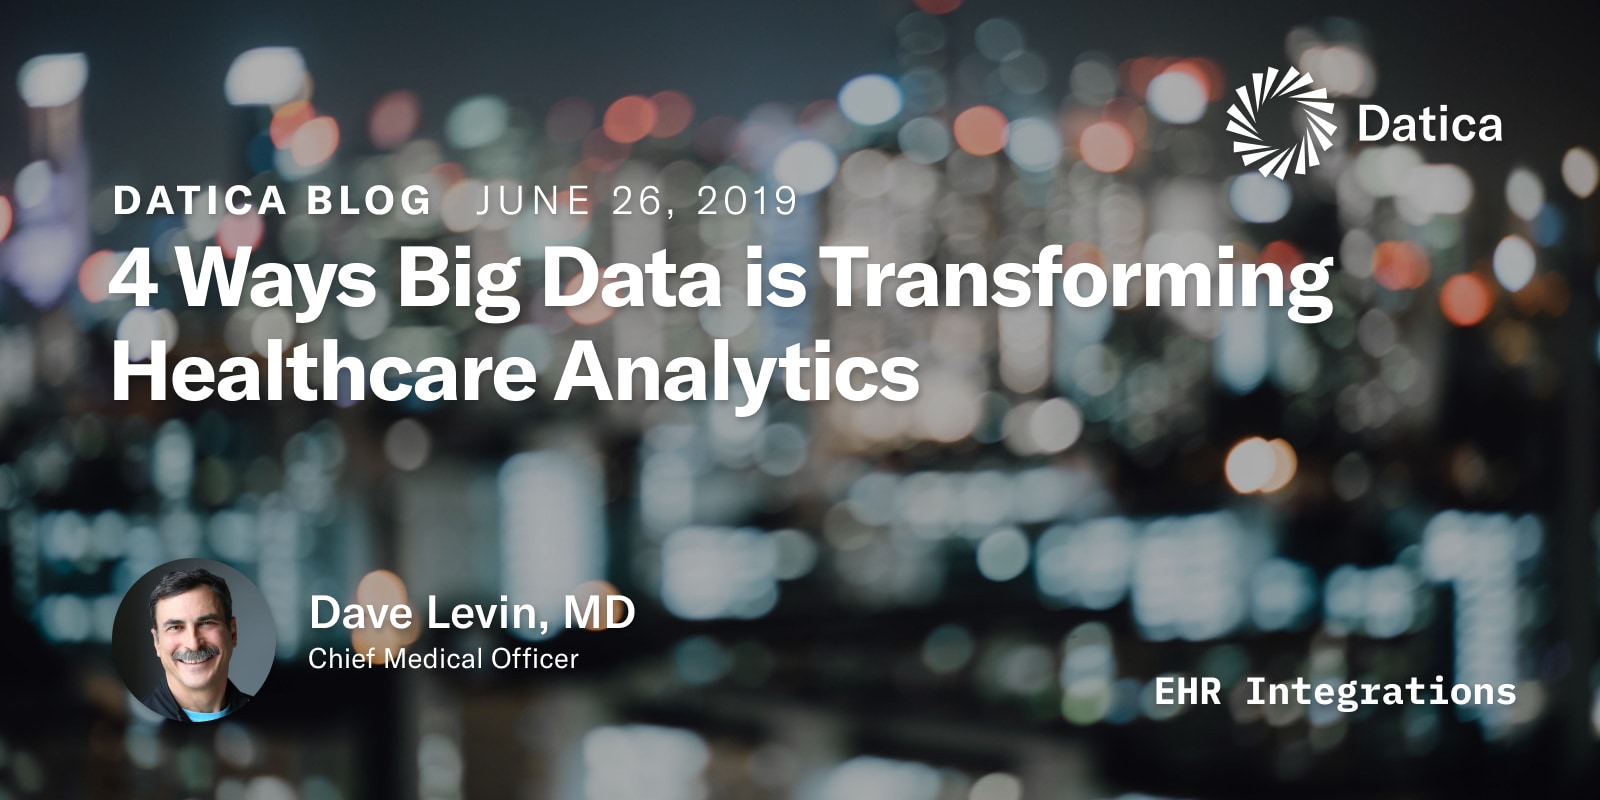 Datica
DATICA BLOG JUNE 26, 2019
4 Ways Big Data is Transforming
Healthcare Analytics
Dave Levin, MD
Chief Medical Officer
EHR Integrations